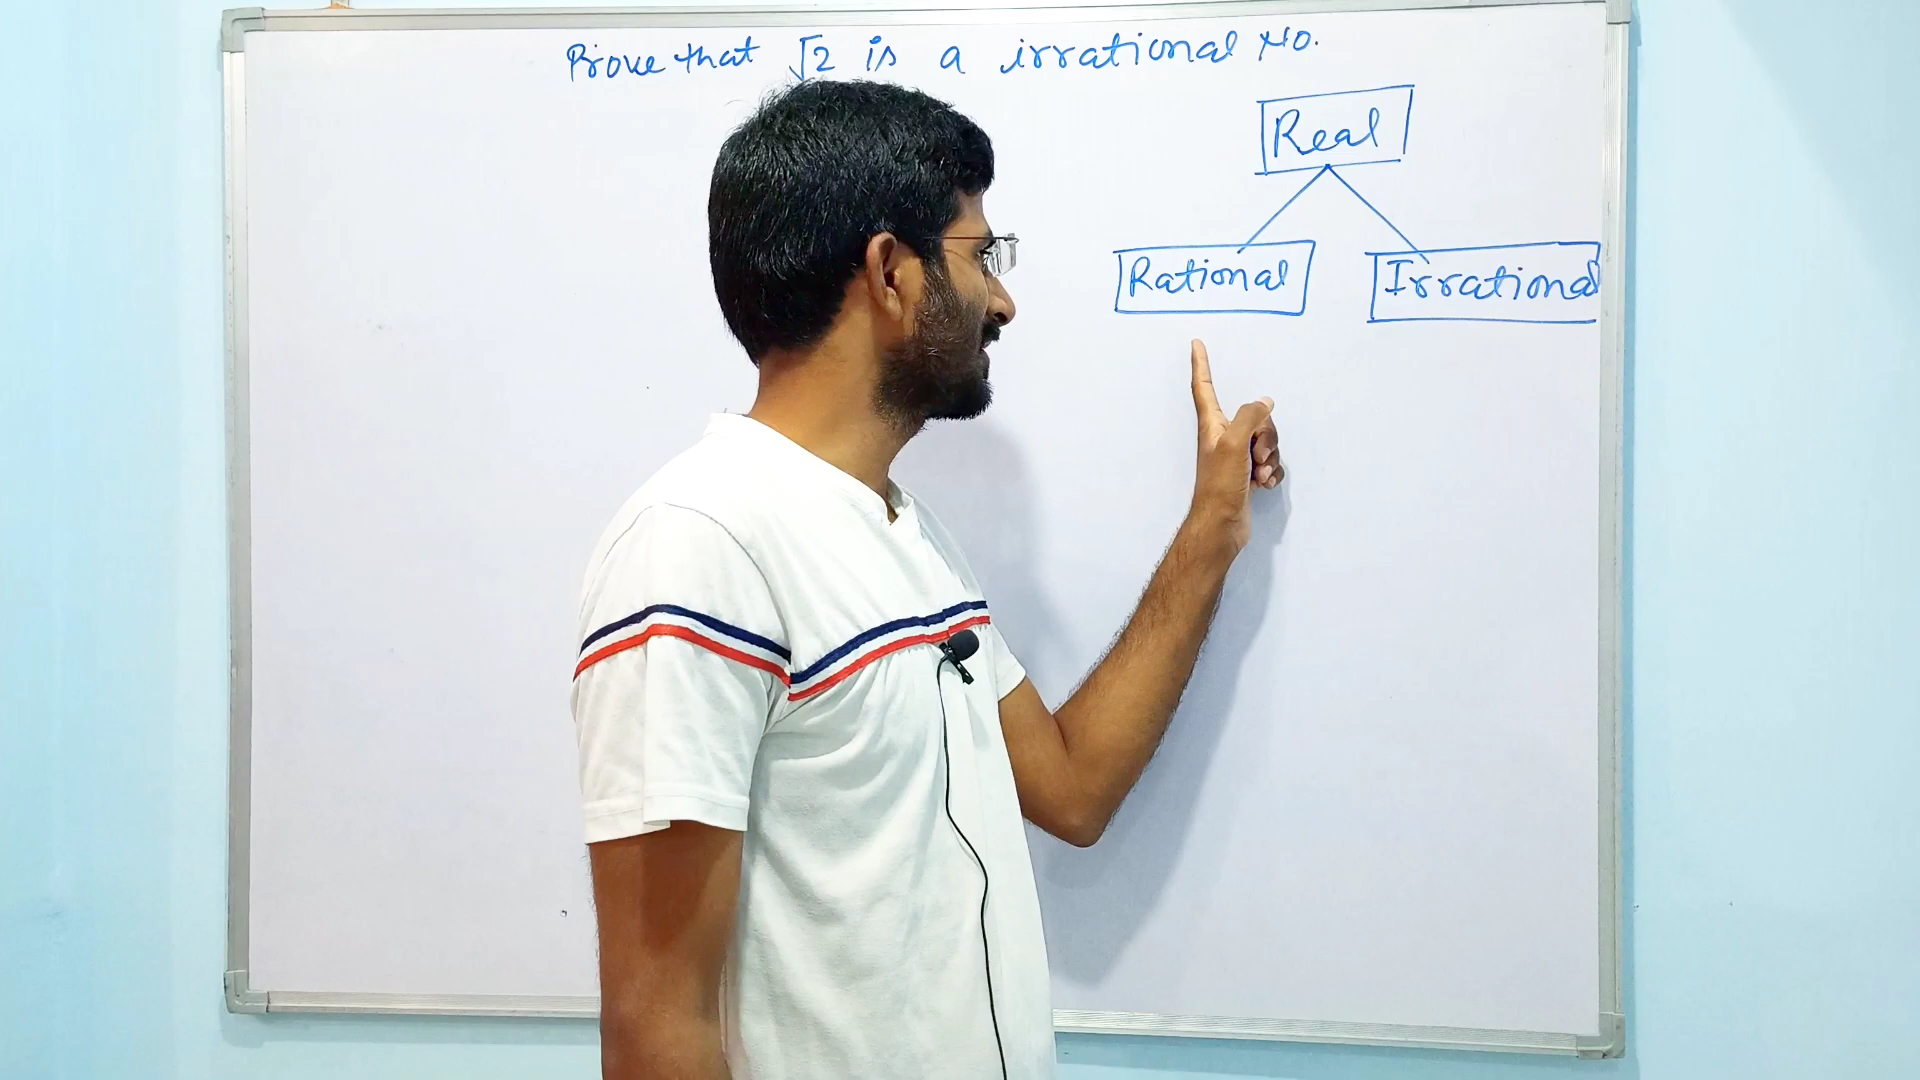 Prove that √2 is a irrational No.
Real
Rational
Irrational